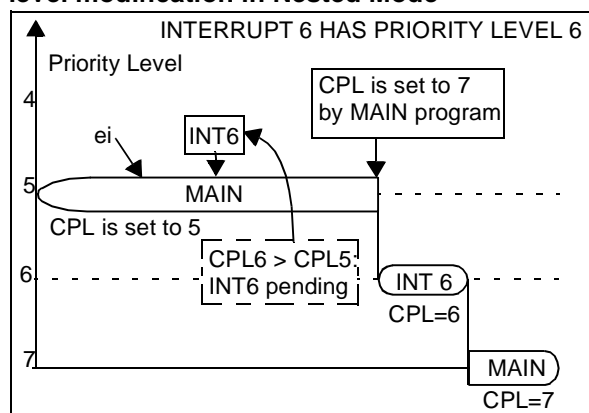 level modification in Nested Mode
INTERRUPT 6 HAS PRIORITY LEVEL 6
Priority Level
4
CPL is set to 7
by MAIN program
ei
INT6
5
MAIN
CPL is set to 5
CPL6 > CPL5:
INT6 pending
6
INT 6
CPL=6
7
MAIN
CPL=7